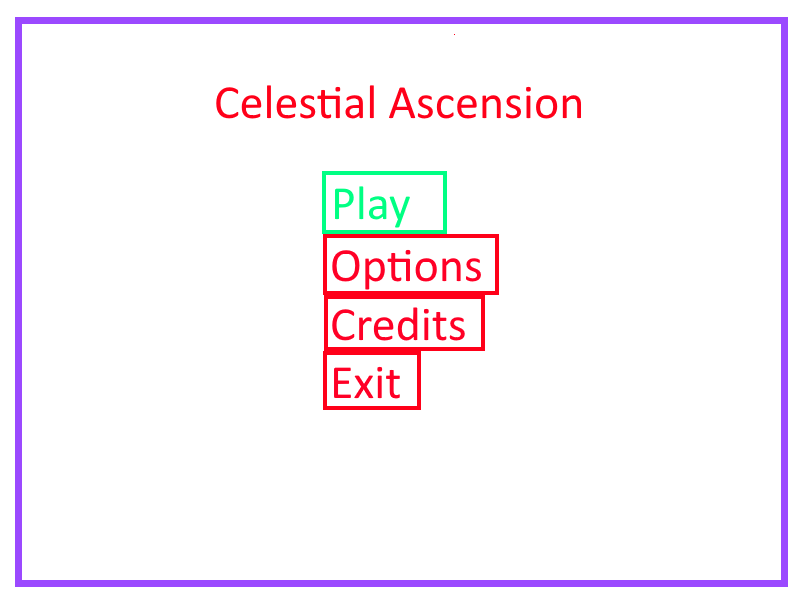 Celestial Ascension
Play
Options
Credits
Exit